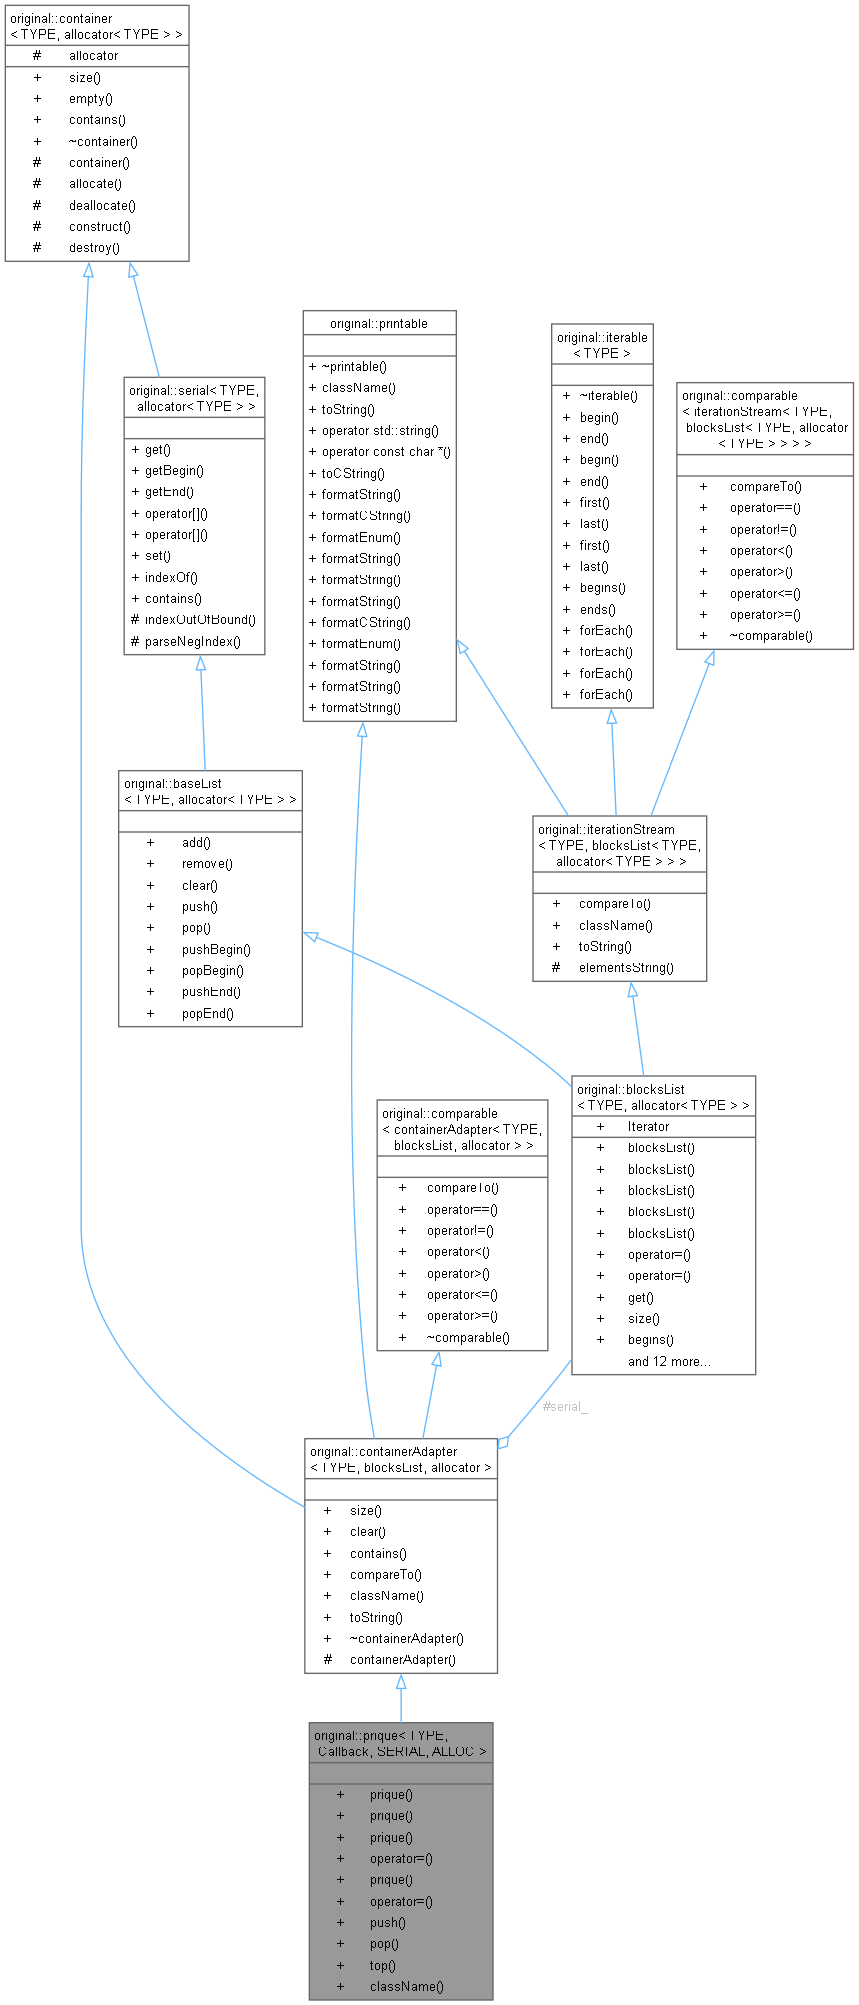 original::container
< TYPE, allocator< TYPE > >
# allocator
+ size()
+ empty()
+ contains()
+ ~container()
# container()
# allocate()
# deallocate()
# construct()
# destroy()
original::printable
+ ~printable()
+ className()
+ toString()
+ operator std::string()
+ operator const char *()
+ toCString()
+ formatString()
+ formatCString()
+ formatEnum()
+ formatString()
+ formatString()
+ formatString()
+ formatCString()
+ formatEnum()
+ formatString()
+ formatString()
+ formatString()
original::iterable
< TYPE >
+ ~iterable()
+ begin()
+ end()
+ begin()
+ end()
+ first()
+ last()
+ first()
+ last()
+ begins()
+ ends()
+ forEach()
+ forEach()
+ forEach()
+ forEach()
original::comparable
< iterationStream< TYPE,
blocksList< TYPE, allocator
< TYPE > > > >
+ compareTo()
+ operator==()
+ operator!=()
+ operator<()
+ operator>()
+ operator<=()
+ operator>=()
+ ~comparable()
original::serial< TYPE,
allocator< TYPE > >
+ get()
+ getBegin()
+ getEnd()
+ operator[]()
+ operator[]()
+ set()
+ indexOf()
+ contains()
# indexOutOfBound()
# parseNegIndex()
original::baseList
< TYPE, allocator< TYPE > >
+ add()
+ remove()
+ clear()
+ push()
+ pop()
+ pushBegin()
+ popBegin()
+ pushEnd()
+ popEnd()
original::iterationStream
< TYPE, blocksList< TYPE,
allocator< TYPE > > >
+ compareTo()
+ className()
+ toString()
# elementsString()
original::blocksList
< TYPE, allocator< TYPE > >
+ Iterator
+ blocksList()
+ blocksList()
+ blocksList()
+ blocksList()
+ blocksList()
+ operator=()
+ operator=()
+ get()
+ size()
+ begins()
and 12 more...
original::comparable
< containerAdapter< TYPE,
blocksList, allocator > >
+ compareTo()
+ operator==()
+ operator!=()
+ operator<()
+ operator>()
+ operator<=()
+ operator>=()
+ ~comparable()
#serial_
original::containerAdapter
< TYPE, blocksList, allocator >
+ size()
+ clear()
+ contains()
+ compareTo()
+ className()
+ toString()
+ ~containerAdapter()
# containerAdapter()
original::prique< TYPE,
Callback, SERIAL, ALLOC >
+ prique()
+ prique()
+ prique()
+ operator=()
+ prique()
+ operator=()
+ push()
+ pop()
+ top()
+ className()